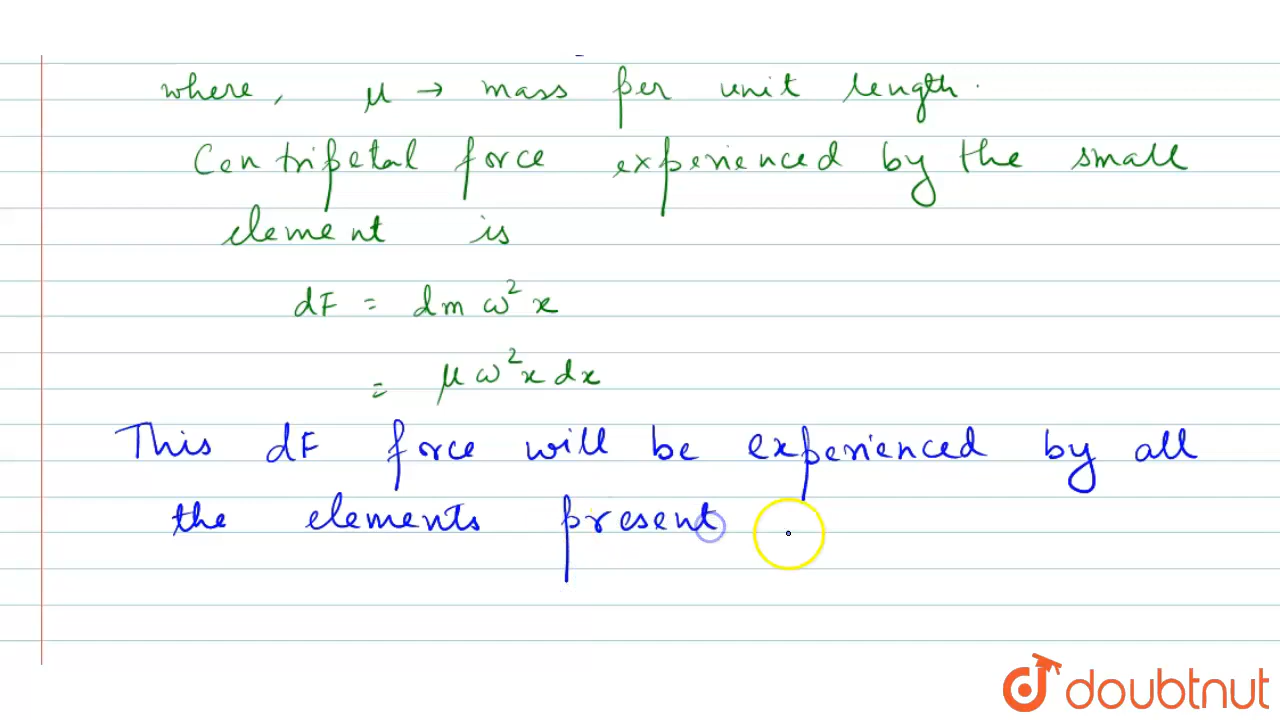 where, μ → mass per unit length.
Centripetal force experienced by the small
element is
dF = dm ω² x
= μ ω² x dx
This dF force will be experienced by all
the elements present
doubtnut